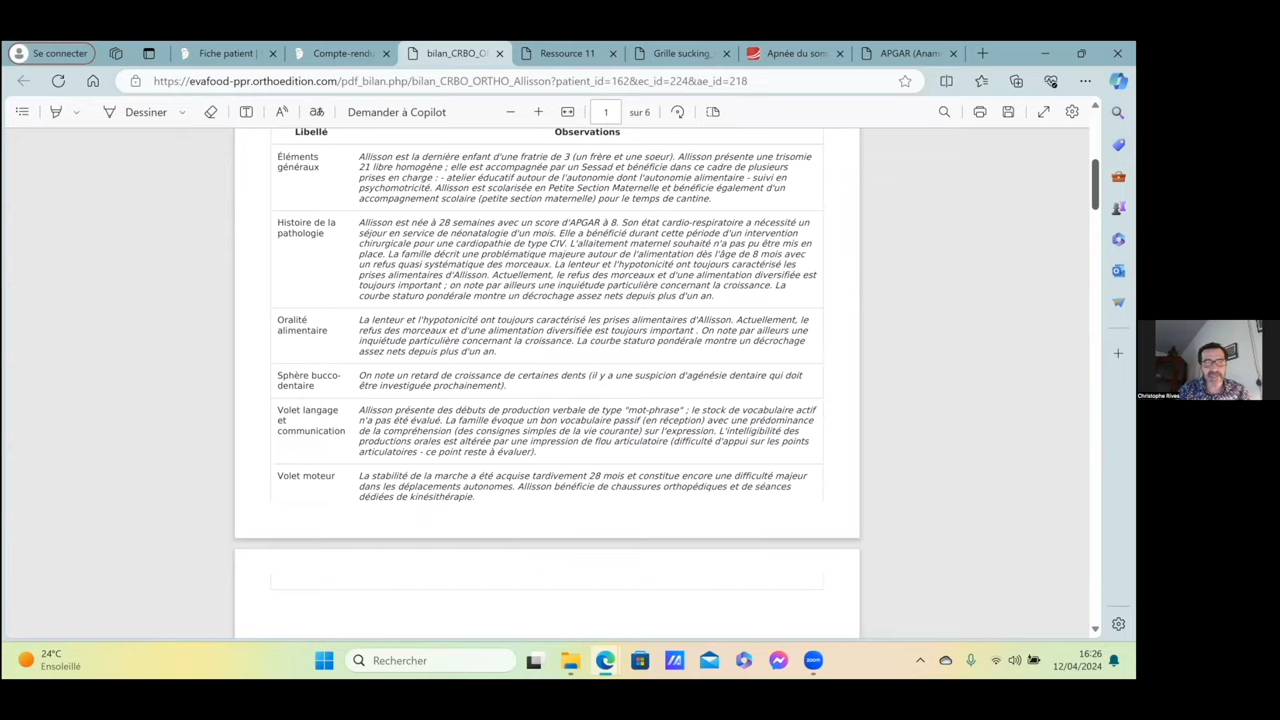 Se connecter
Fiche patient |
Compte-rendu
bilan_CRBO_O
Ressource 11
Grille sucking_
Apnée du som
APGAR (Anam
https://evafood-ppr.orthoedition.com/pdf_bilan.php/bilan_CRBO_ORTHO_Allisson?patient_id=162&ec_id=224&ae_id=218
Dessiner
aあ
Demander à Copilot
1
sur 6
Libellé
Observations
Éléments
généraux
Allisson est la dernière enfant d'une fratrie de 3 (un frère et une soeur). Allisson présente une trisomie
21 libre homogène ; elle est accompagnée par un Sessad et bénéficie dans ce cadre de plusieurs
prises en charge : - atelier éducatif autour de l'autonomie dont l'autonomie alimentaire - suivi en
psychomotricité. Allisson est scolarisée en Petite Section Maternelle et bénéficie également d'un
accompagnement scolaire (petite section maternelle) pour le temps de cantine.
Histoire de la
pathologie
Allisson est née à 28 semaines avec un score d'APGAR à 8. Son état cardio-respiratoire a nécessité un
séjour en service de néonatalogie d'un mois. Elle a bénéficié durant cette période d'un intervention
chirurgicale pour une cardiopathie de type CIV. L'allaitement maternel souhaité n'a pas pu être mis en
place. La famille décrit une problématique majeure autour de l'alimentation dès l'âge de 8 mois avec
un refus quasi systématique des morceaux. La lenteur et l'hypotonicité ont toujours caractérisé les
prises alimentaires d'Allisson. Actuellement, le refus des morceaux et d'une alimentation diversifiée est
toujours important ; on note par ailleurs une inquiétude particulière concernant la croissance. La
courbe staturo pondérale montre un décrochage assez nets depuis plus d'un an.
Oralité
alimentaire
La lenteur et l'hypotonicité ont toujours caractérisé les prises alimentaires d'Allisson. Actuellement, le
refus des morceaux et d'une alimentation diversifiée est toujours important . On note par ailleurs une
inquiétude particulière concernant la croissance. La courbe staturo pondérale montre un décrochage
assez nets depuis plus d'un an.
Sphère bucco-
dentaire
On note un retard de croissance de certaines dents (il y a une suspicion d'agénésie dentaire qui doit
être investiguée prochainement).
Volet langage
et
communication
Allisson présente des débuts de production verbale de type "mot-phrase" ; le stock de vocabulaire actif
n'a pas été évalué. La famille évoque un bon vocabulaire passif (en réception) avec une prédominance
de la compréhension (des consignes simples de la vie courante) sur l'expression. L'intelligibilité des
productions orales est altérée par une impression de flou articulatoire (difficulté d'appui sur les points
articulatoires - ce point reste à évaluer).
Volet moteur
La stabilité de la marche a été acquise tardivement 28 mois et constitue encore une difficulté majeur
dans les déplacements autonomes. Allisson bénéficie de chaussures orthopédiques et de séances
dédiées de kinésithérapie.
Christophe Rives
24°C
Ensoleillé
Rechercher
zoom
16:26
12/04/2024